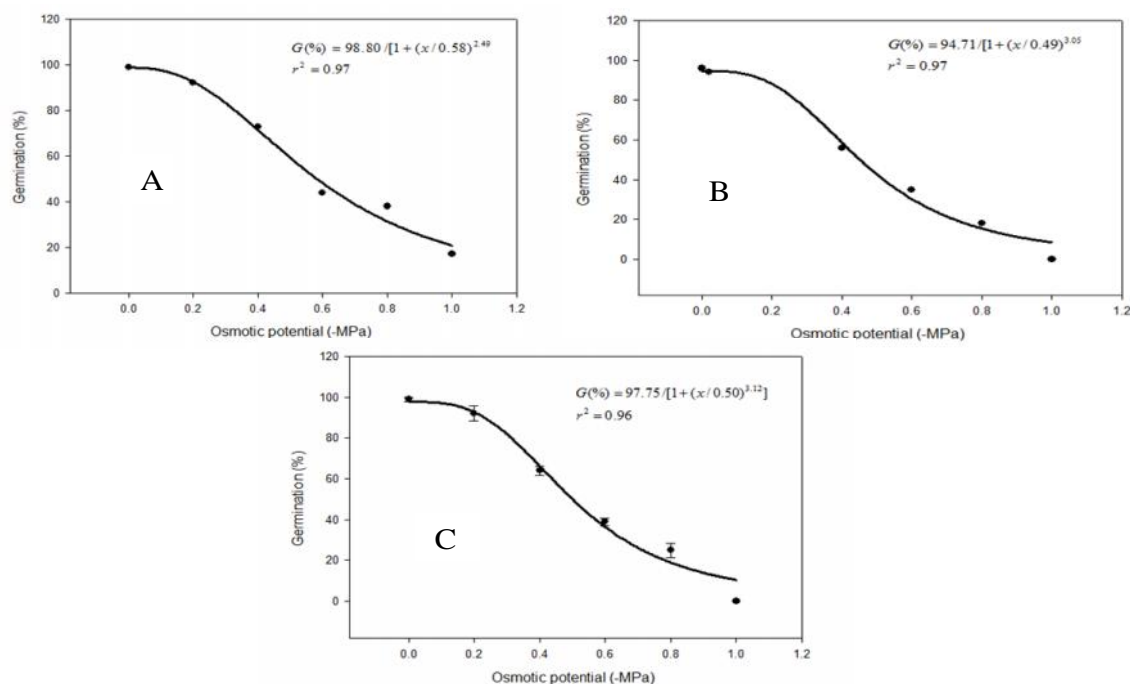 120
G(%) = 98.80/[1+(x/0.58)^2.49
r^2 = 0.97
100
80
60
40
20
0
Germination (%)
A
0.0 0.2 0.4 0.6 0.8 1.0 1.2
Osmotic potential (-MPa)
120
G(%) = 94.71/[1+(x/0.49)^3.05
r^2 = 0.97
100
80
60
40
20
0
Germination (%)
B
0.0 0.2 0.4 0.6 0.8 1.0 1.2
Osmotic potential (-MPa)
120
G(%) = 97.75/[1+(x/0.50)^3.12]
r^2 = 0.96
100
80
60
40
20
0
Germination (%)
C
0.0 0.2 0.4 0.6 0.8 1.0 1.2
Osmotic potential (-MPa)